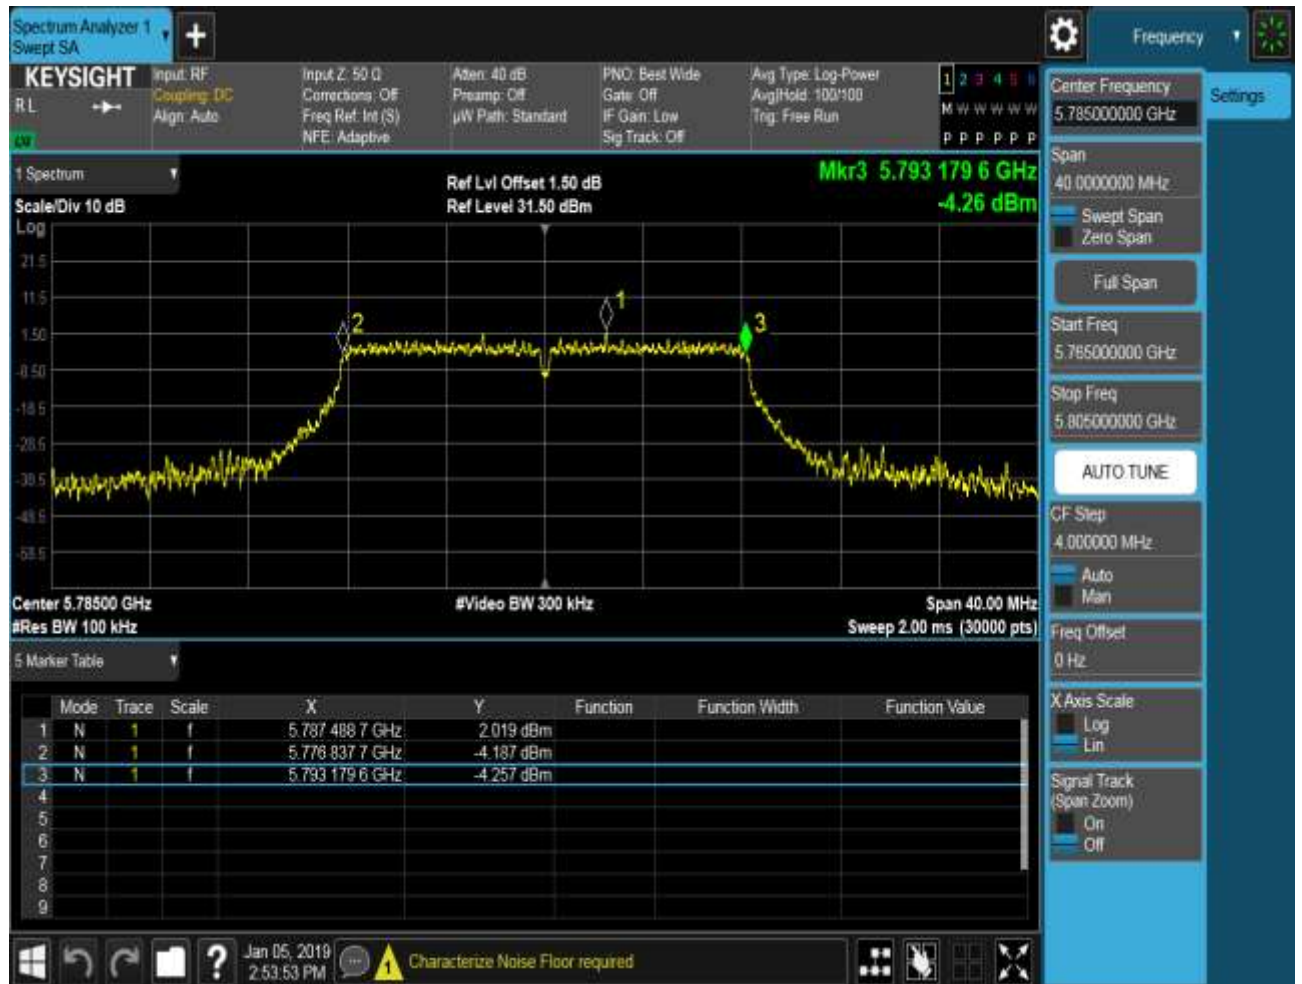 Spectrum Analyzer 1
Swept SA
Frequency
KEYSIGHT
R L
Input: RF
Coupling: DC
Align: Auto
Input Z: 50 Ω
Corrections: Off
Freq Ref: Int (S)
NFE: Adaptive
Atten: 40 dB
Preamp: Off
µW Path: Standard
PNO: Best Wide
Gate: Off
IF Gain: Low
Sig Track: Off
Avg Type: Log-Power
Avg|Hold: 100/100
Trig: Free Run
1 2 3 4 5 6
M W W W W W
P P P P P P
1 Spectrum
Scale/Div 10 dB
Ref Lvl Offset 1.50 dB
Ref Level 31.50 dBm
Mkr3 5.793 179 6 GHz
-4.26 dBm
Log
21.5
11.5
1.50
-8.50
-18.5
-28.5
-38.5
-48.5
-58.5
1
2
3
Center 5.78500 GHz
#Res BW 100 kHz
#Video BW 300 kHz
Span 40.00 MHz
Sweep 2.00 ms (30000 pts)
5 Marker Table
Mode Trace Scale X Y Function Function Width Function Value
1 N 1 f 5.787 488 7 GHz 2.019 dBm
2 N 1 f 5.776 837 7 GHz -4.187 dBm
3 N 1 f 5.793 179 6 GHz -4.257 dBm
4
5
6
7
8
9
Jan 05, 2019
2:53:53 PM
Characterize Noise Floor required
Center Frequency
5.785000000 GHz
Settings
Span
40.0000000 MHz
Swept Span
Zero Span
Full Span
Start Freq
5.765000000 GHz
Stop Freq
5.805000000 GHz
AUTO TUNE
CF Step
4.000000 MHz
Auto
Man
Freq Offset
0 Hz
X Axis Scale
Log
Lin
Signal Track
(Span Zoom)
On
Off